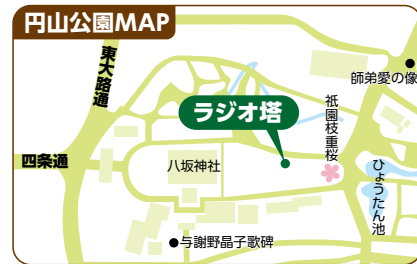 円山公園MAP
東大路通
師弟愛の像
ラジオ塔
祇園枝垂桜
四条通
八坂神社
ひょうたん池
与謝野晶子歌碑